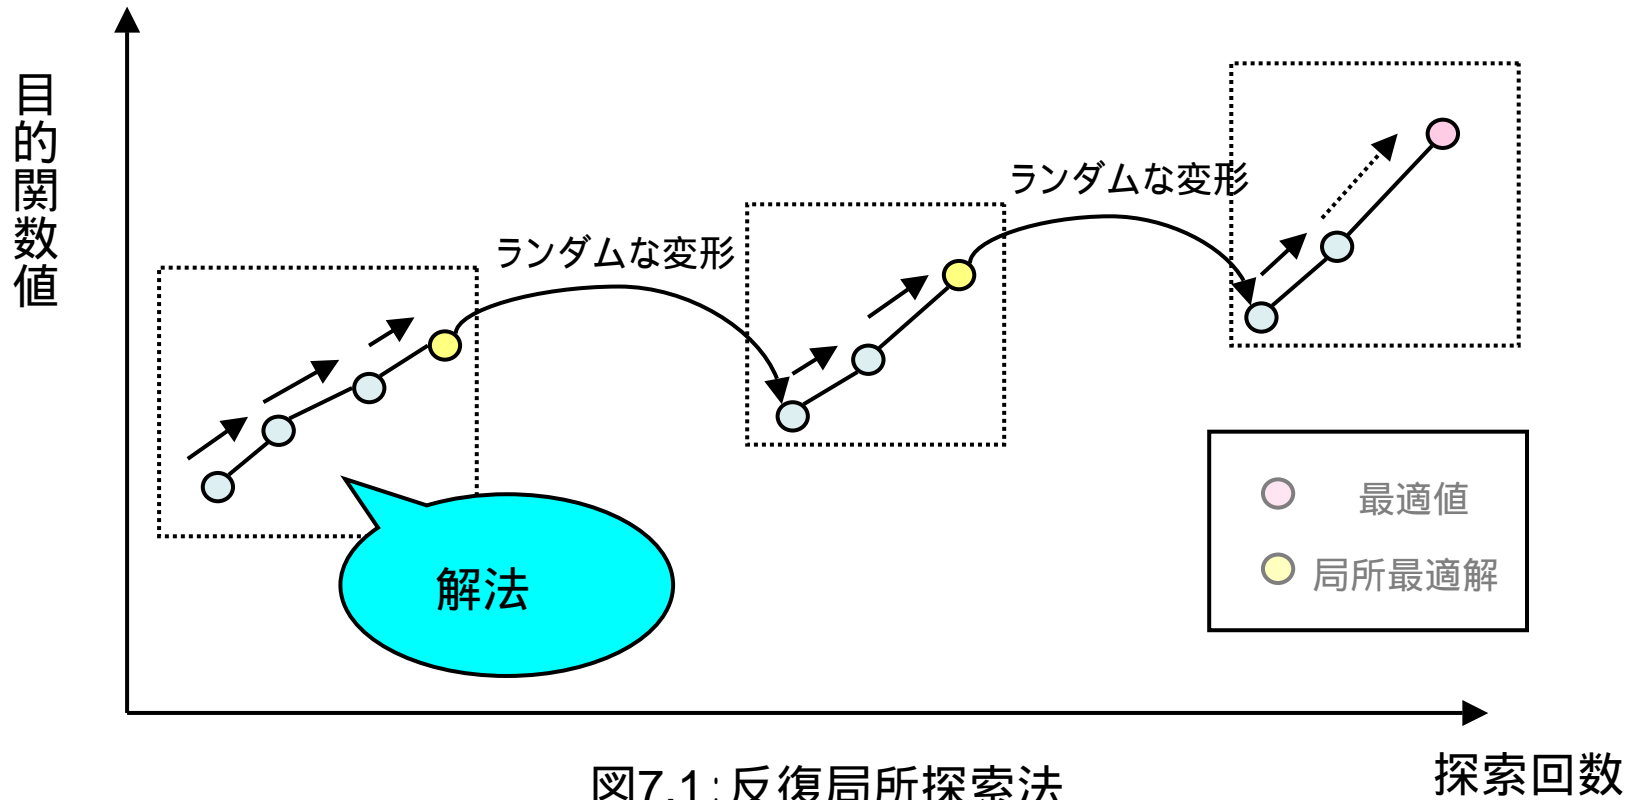 目的関数値
ランダムな変形
ランダムな変形
解法
最適値
局所最適解
探索回数
図7.1:反復局所探索法